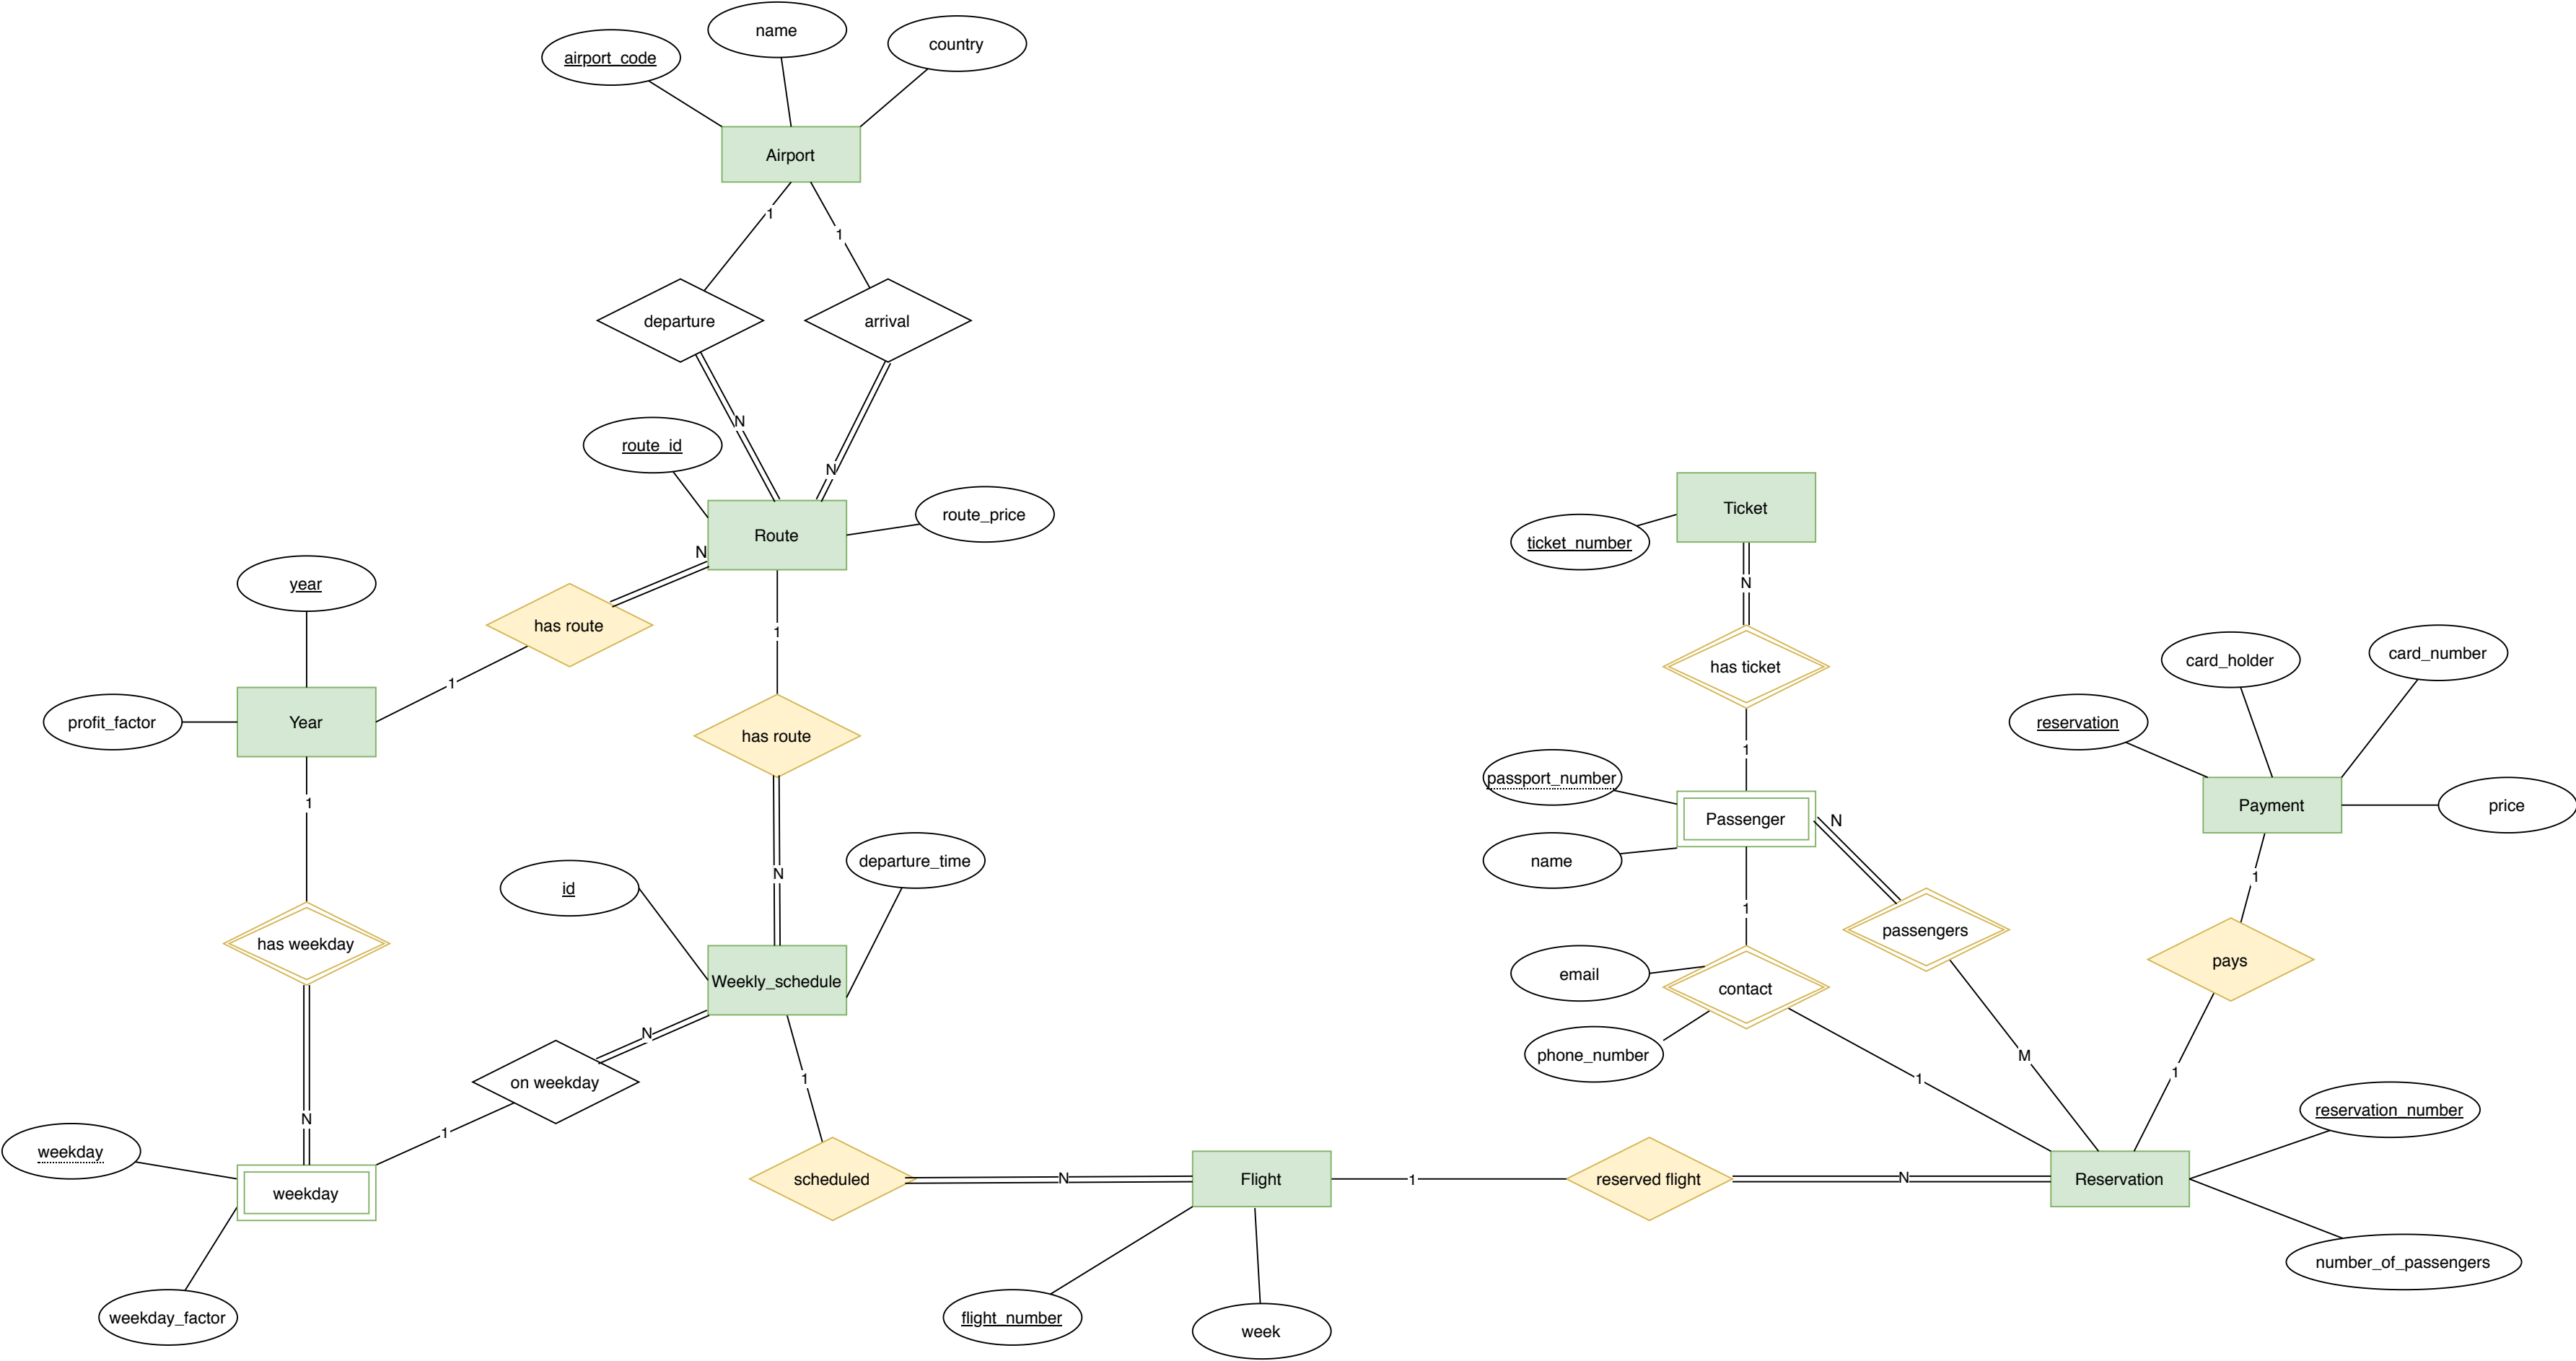 name
country
airport_code
Airport
1
1
departure
arrival
N
route_id
N
Route
route_price
N
Ticket
ticket_number
year
N
has route
1
1
Year
profit_factor
has route
has ticket
card_holder
card_number
reservation
1
passport_number
Payment
price
1
Passenger
N
name
departure_time
N
id
1
1
has weekday
passengers
pays
email
contact
Weekly_schedule
N
phone_number
M
1
1
1
on weekday
N
1
reservation_number
weekday
weekday
scheduled
N
Flight
1
reserved flight
N
Reservation
number_of_passengers
weekday_factor
flight_number
week